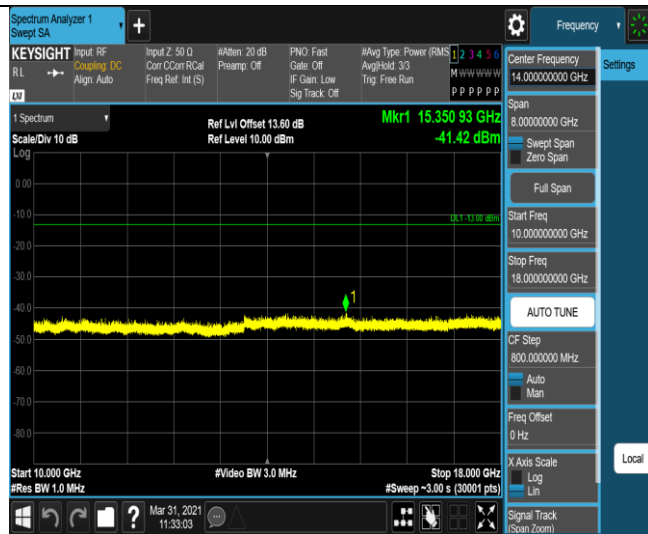 Spectrum Analyzer 1
Swept SA
Frequency
KEYSIGHT
RL
LXI
Input: RF
Coupling: DC
Align: Auto
Input Z: 50 Ω
Corr CCorr RCal
Freq Ref: Int (S)
#Atten: 20 dB
Preamp: Off
PNO: Fast
Gate: Off
IF Gain: Low
Sig Track: Off
#Avg Type: Power (RMS
Avg|Hold: 3/3
Trig: Free Run
1 2 3 4 5 6
M W W W W W
P P P P P P
1 Spectrum
Scale/Div 10 dB
Log
Ref Lvl Offset 13.60 dB
Ref Level 10.00 dBm
Mkr1 15.350 93 GHz
-41.42 dBm
0.00
-10.0
DL1 -13.00 dBm
-20.0
-30.0
-40.0
1
-50.0
-60.0
-70.0
-80.0
Start 10.000 GHz
#Res BW 1.0 MHz
#Video BW 3.0 MHz
Stop 18.000 GHz
#Sweep ~3.00 s (30001 pts)
Mar 31, 2021
11:33:03
?
Center Frequency
14.000000000 GHz
Span
8.00000000 GHz
Swept Span
Zero Span
Full Span
Start Freq
10.000000000 GHz
Stop Freq
18.000000000 GHz
AUTO TUNE
CF Step
800.000000 MHz
Auto
Man
Freq Offset
0 Hz
X Axis Scale
Log
Lin
Signal Track
(Span Zoom)
Settings
Local